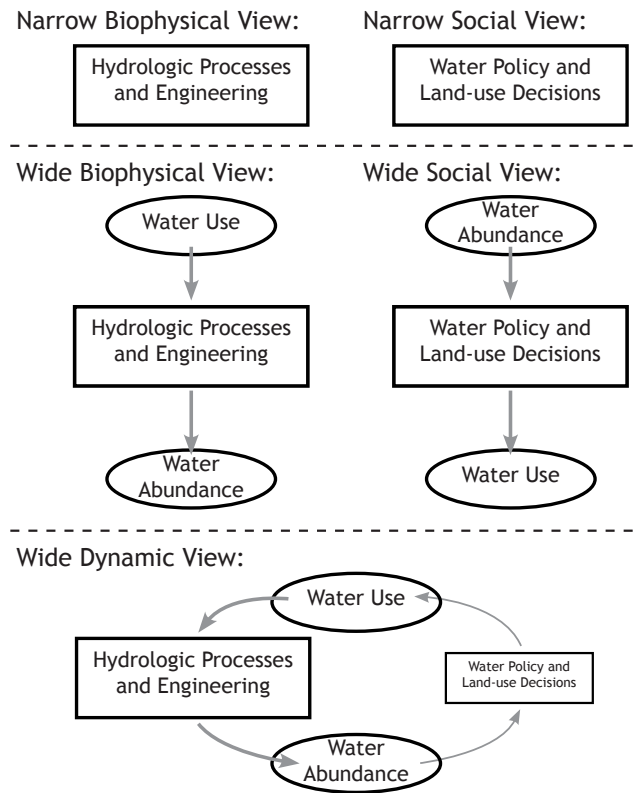 Narrow Biophysical View:
Hydrologic Processes
and Engineering
Narrow Social View:
Water Policy and
Land-use Decisions
Wide Biophysical View:
Water Use
Hydrologic Processes
and Engineering
Water
Abundance
Wide Social View:
Water
Abundance
Water Policy and
Land-use Decisions
Water Use
Wide Dynamic View:
Water Use
Hydrologic Processes
and Engineering
Water Policy and
Land-use Decisions
Water
Abundance